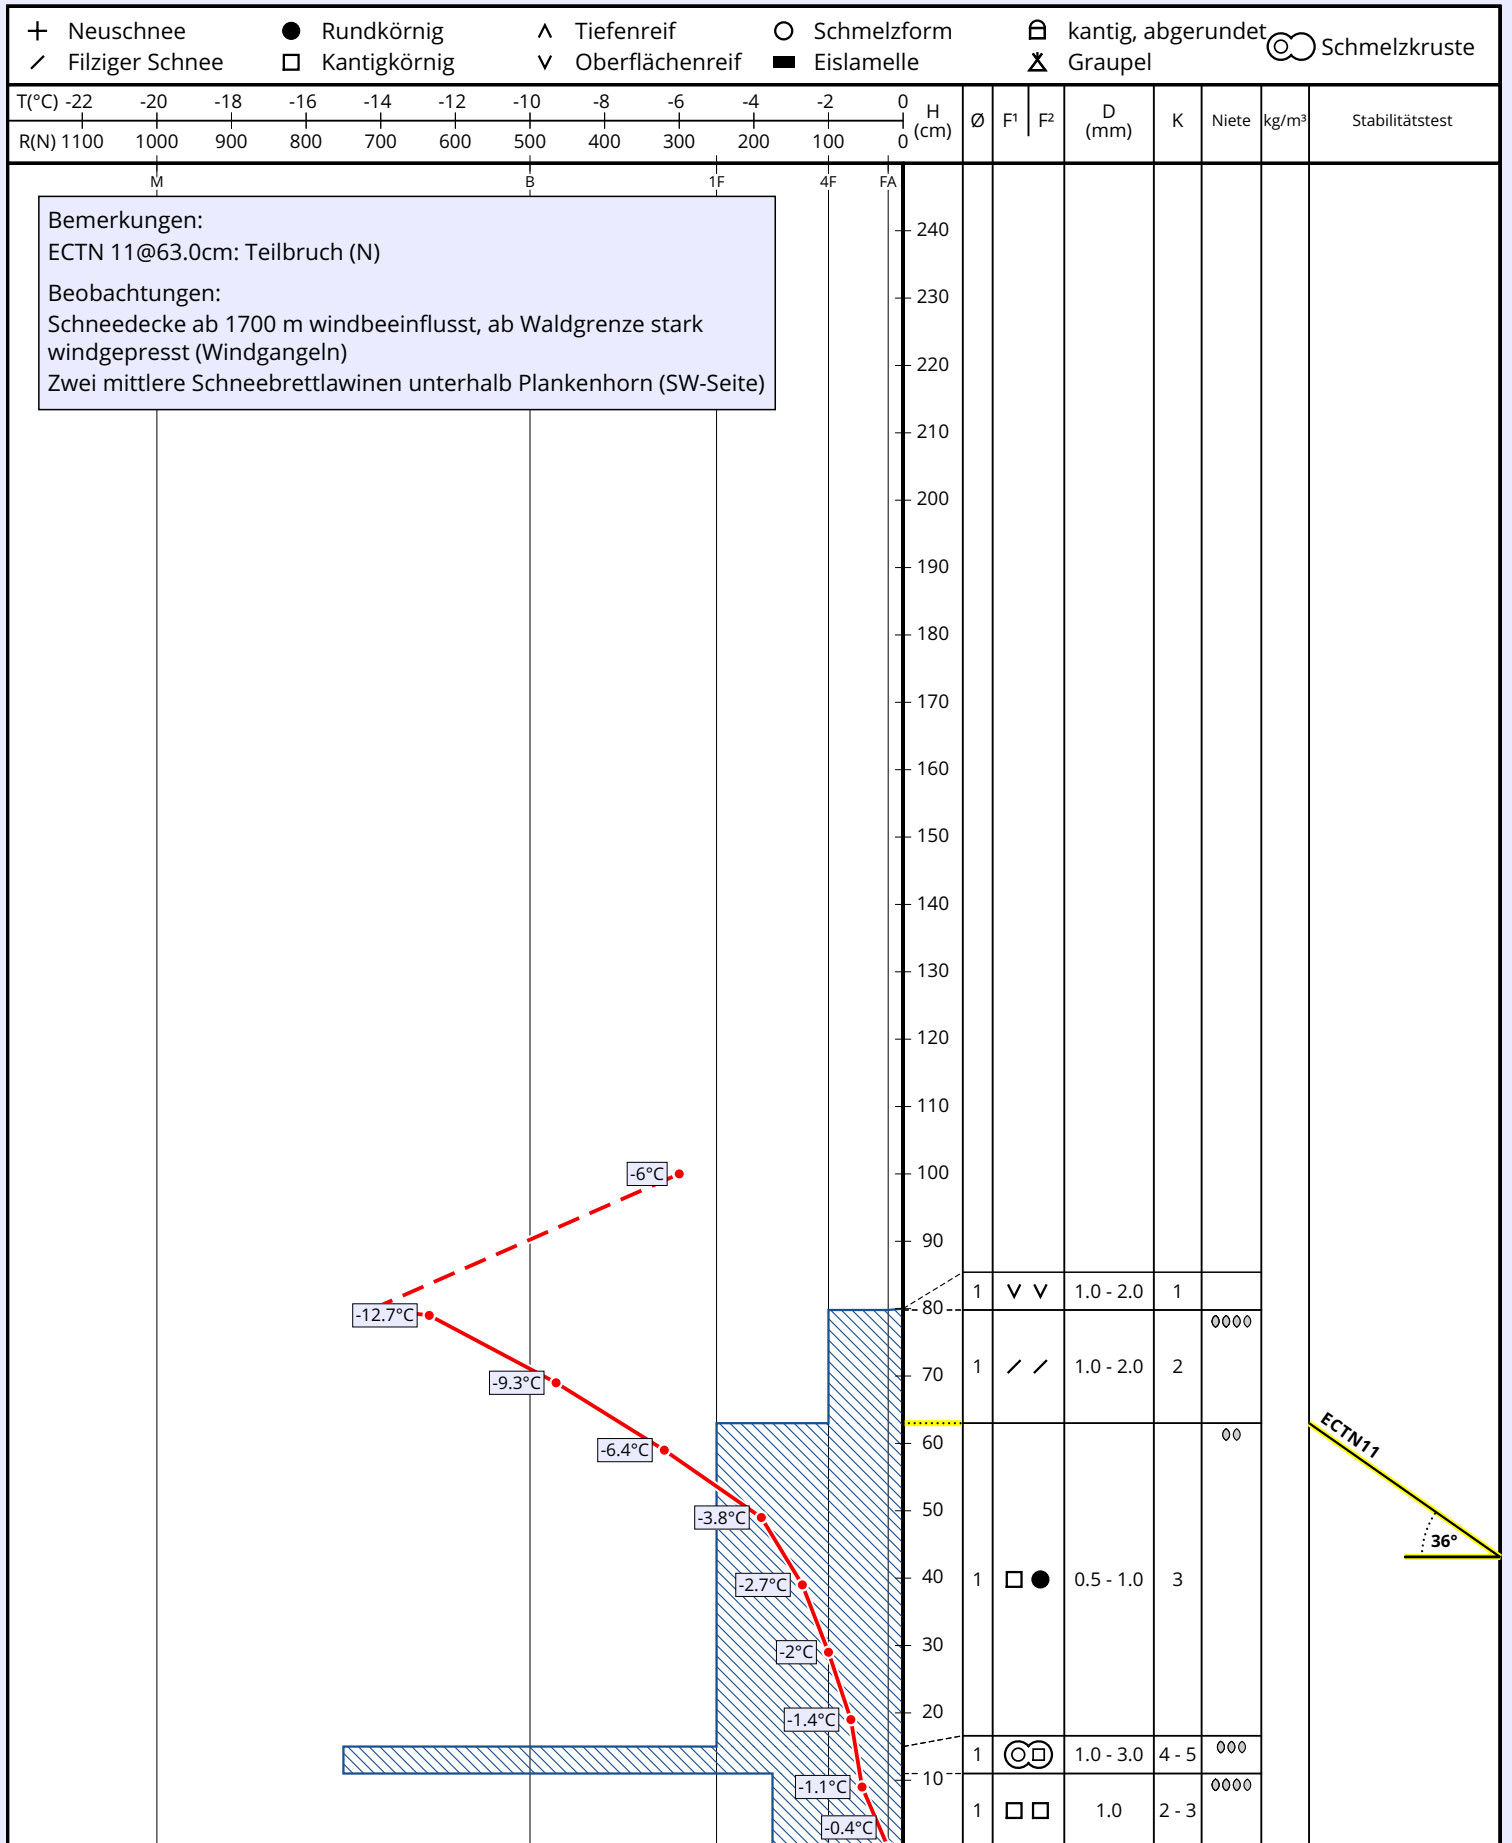 Neuschnee Rundkörnig Tiefenreif Schmelzform kantig, abgerundet Schmelzkruste
Filziger Schnee Kantigkörnig Oberflächenreif Eislamelle Graupel
T(°C) -22 -20 -18 -16 -14 -12 -10 -8 -6 -4 -2 0
R(N) 1100 1000 900 800 700 600 500 400 300 200 100 0
H (cm) Ø F¹ F² D (mm) K Niete kg/m³ Stabilitätstest
M B 1F 4F FA
Bemerkungen:
ECTN 11@63.0cm: Teilbruch (N)
Beobachtungen:
Schneedecke ab 1700 m windbeeinflusst, ab Waldgrenze stark
windgepresst (Windgangeln)
Zwei mittlere Schneebrettlawinen unterhalb Plankenhorn (SW-Seite)
240
230
220
210
200
190
180
170
160
150
140
130
120
110
-6°C 100
90
1 1.0 - 2.0 1
-12.7°C 80
1 1.0 - 2.0 2
-9.3°C 70
-6.4°C 60 ECTN11
-3.8°C 50
36°
-2.7°C 40 1 0.5 - 1.0 3
-2°C 30
-1.4°C 20
1 1.0 - 3.0 4 - 5
-1.1°C 10
1 1.0 2 - 3
-0.4°C